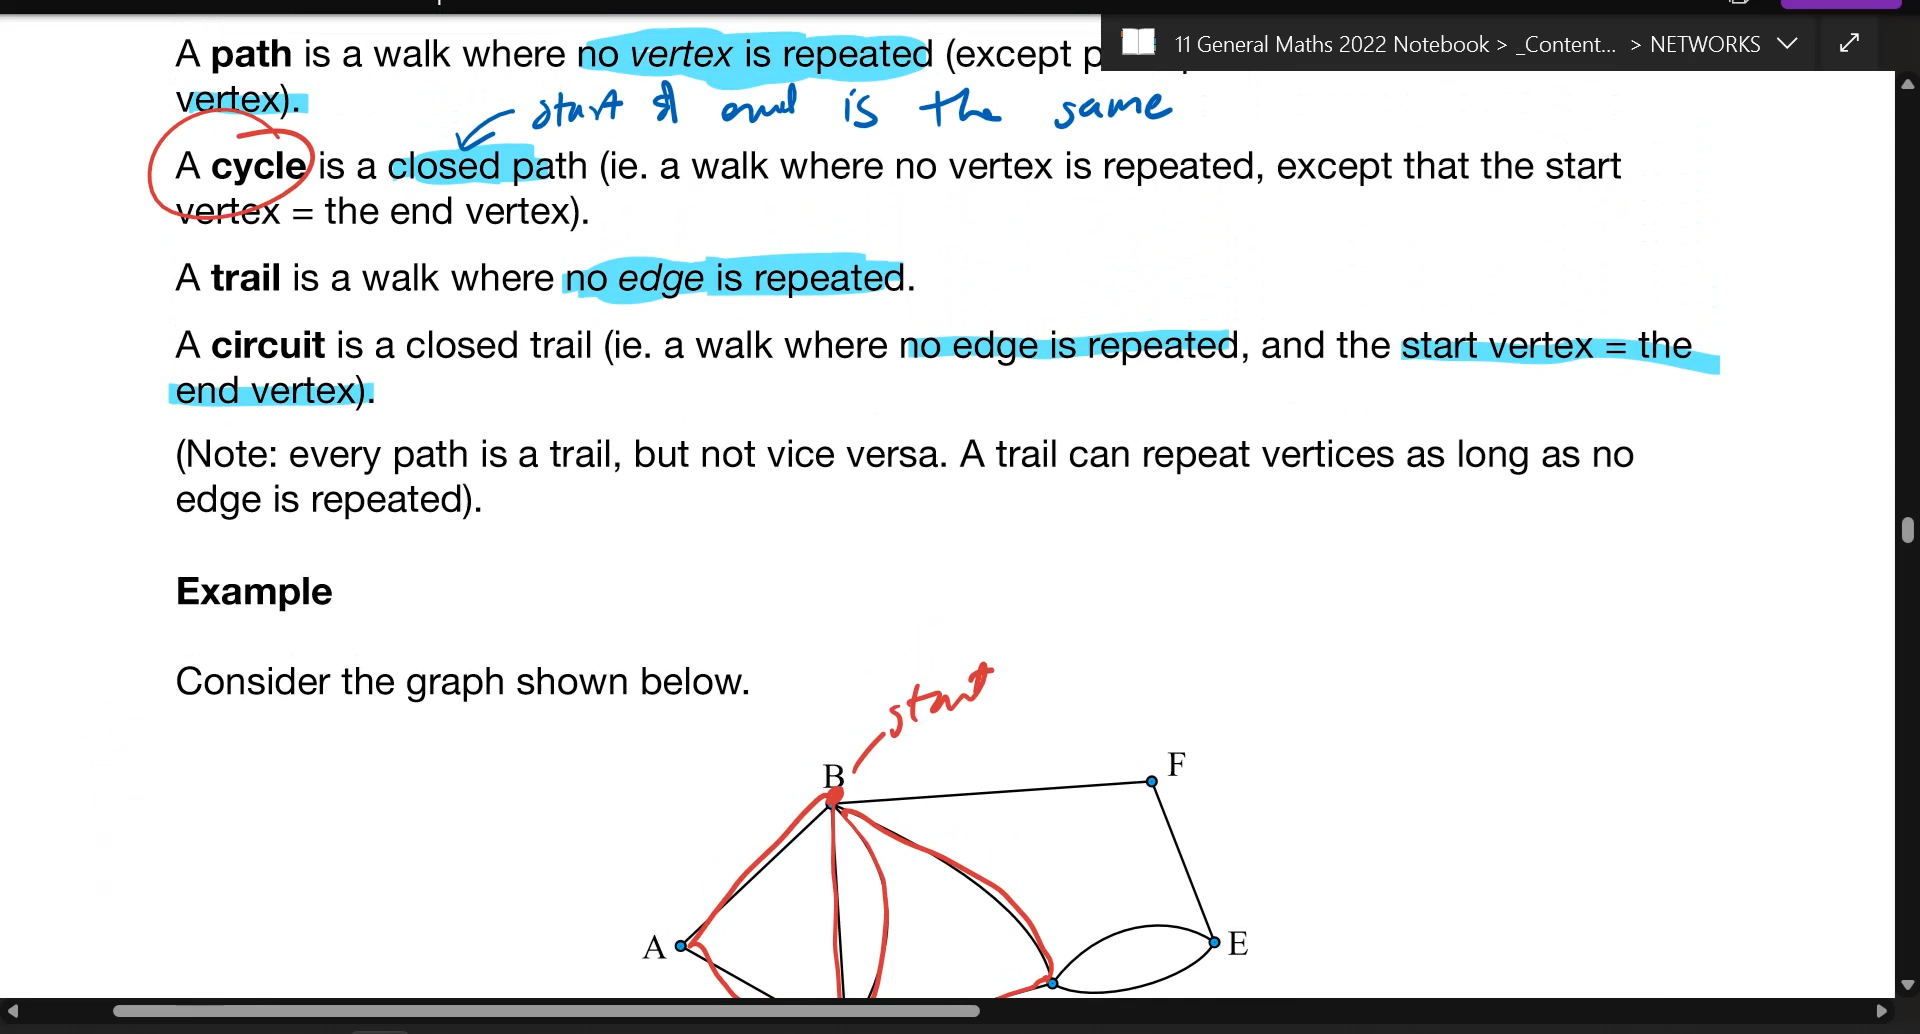 11 General Maths 2022 Notebook > _Content... > NETWORKS
A path is a walk where no vertex is repeated (except p
vertex).
start & end is the same
A cycle is a closed path (ie. a walk where no vertex is repeated, except that the start
vertex = the end vertex).
A trail is a walk where no edge is repeated.
A circuit is a closed trail (ie. a walk where no edge is repeated, and the start vertex = the
end vertex).
(Note: every path is a trail, but not vice versa. A trail can repeat vertices as long as no
edge is repeated).
Example
Consider the graph shown below.
start
B
F
A
E